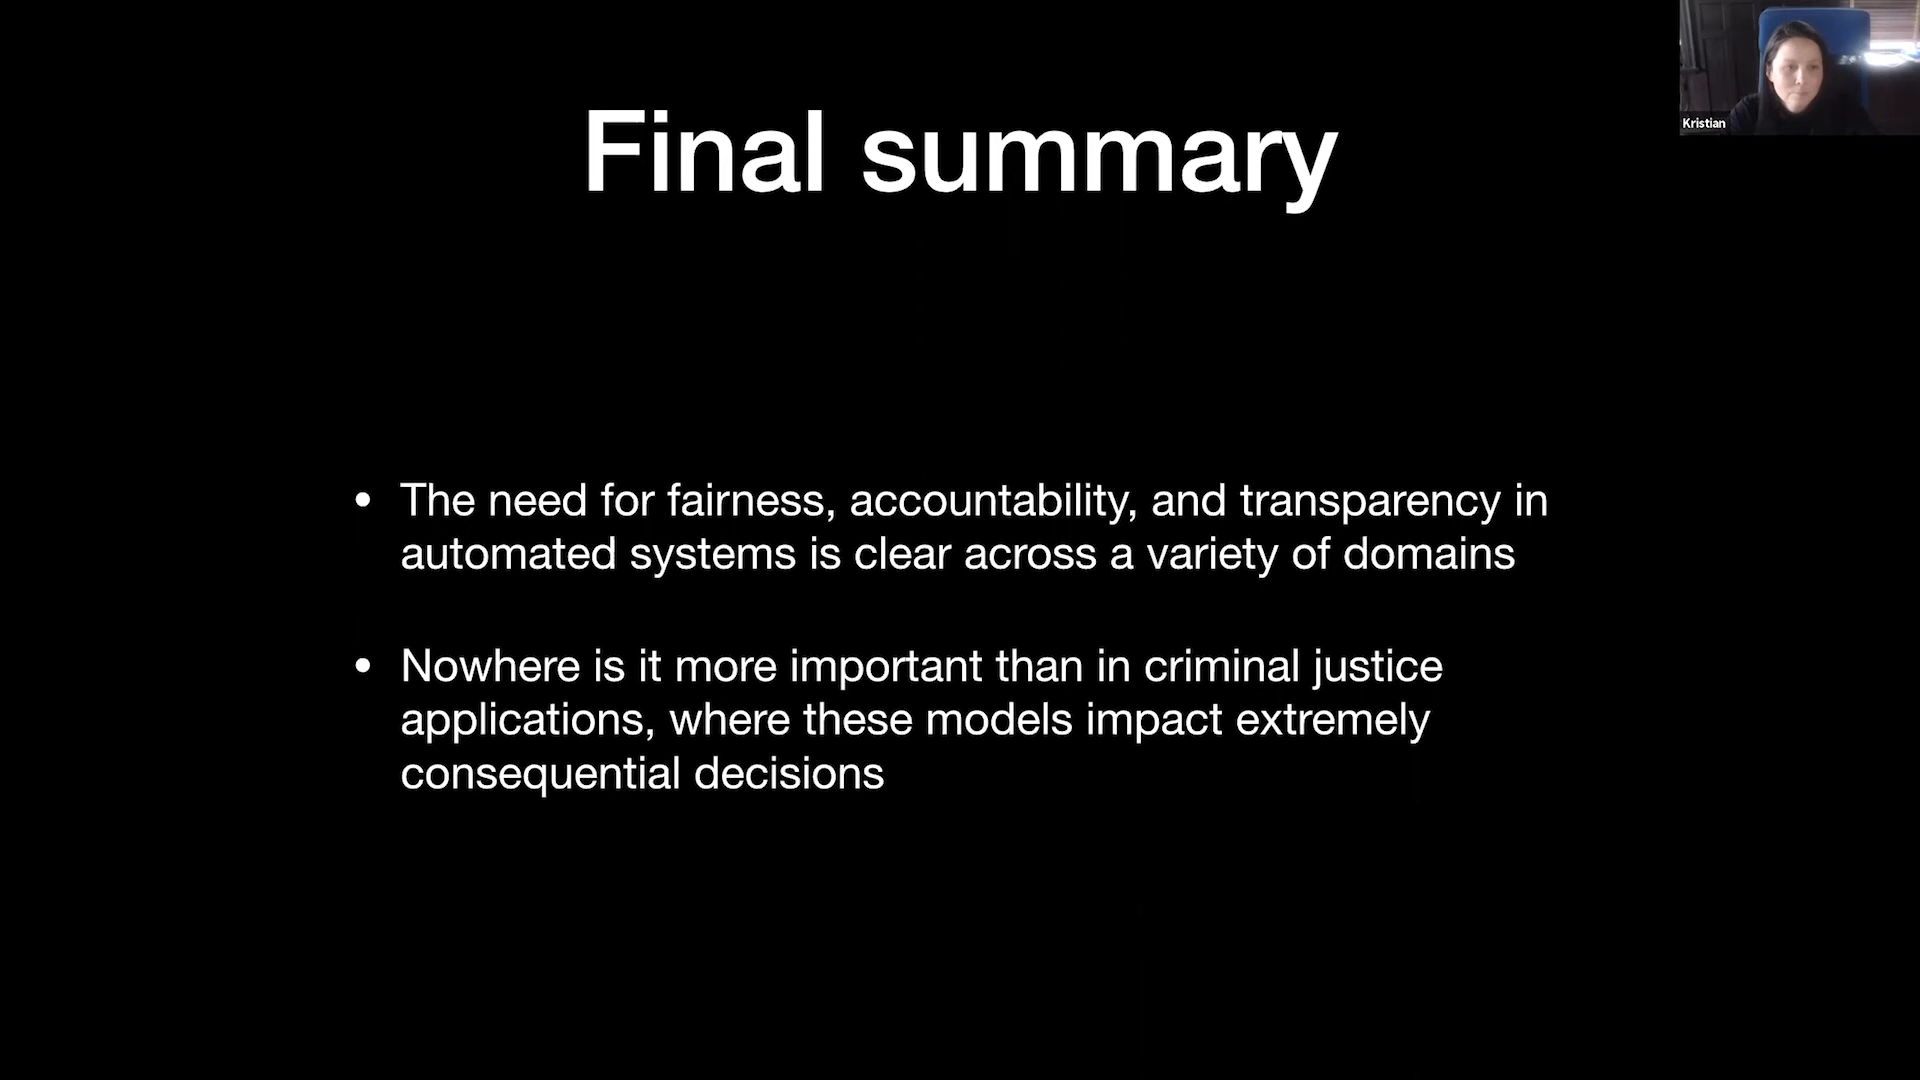 Final summary
Kristian
• The need for fairness, accountability, and transparency in
automated systems is clear across a variety of domains
• Nowhere is it more important than in criminal justice
applications, where these models impact extremely
consequential decisions